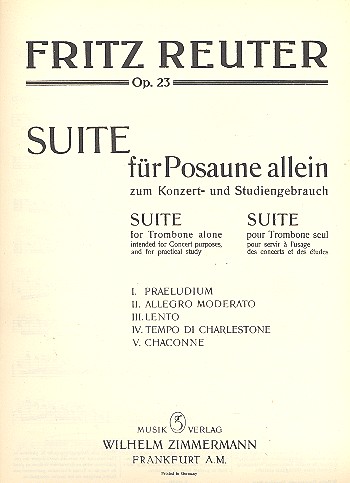 FRITZ REUTER
Op. 23
SUITE
für Posaune allein
zum Konzert- und Studiengebrauch
SUITE
for Trombone alone
intended for Concert purposes,
and for practical study
SUITE
pour Trombone seul
pour servir à l'usage
des concerts et des études
I. PRAELUDIUM
II. ALLEGRO MODERATO
III. LENTO
IV. TEMPO DI CHARLESTONE
V. CHACONNE
MUSIK VERLAG
WILHELM ZIMMERMANN
FRANKFURT A.M.
Printed in Germany